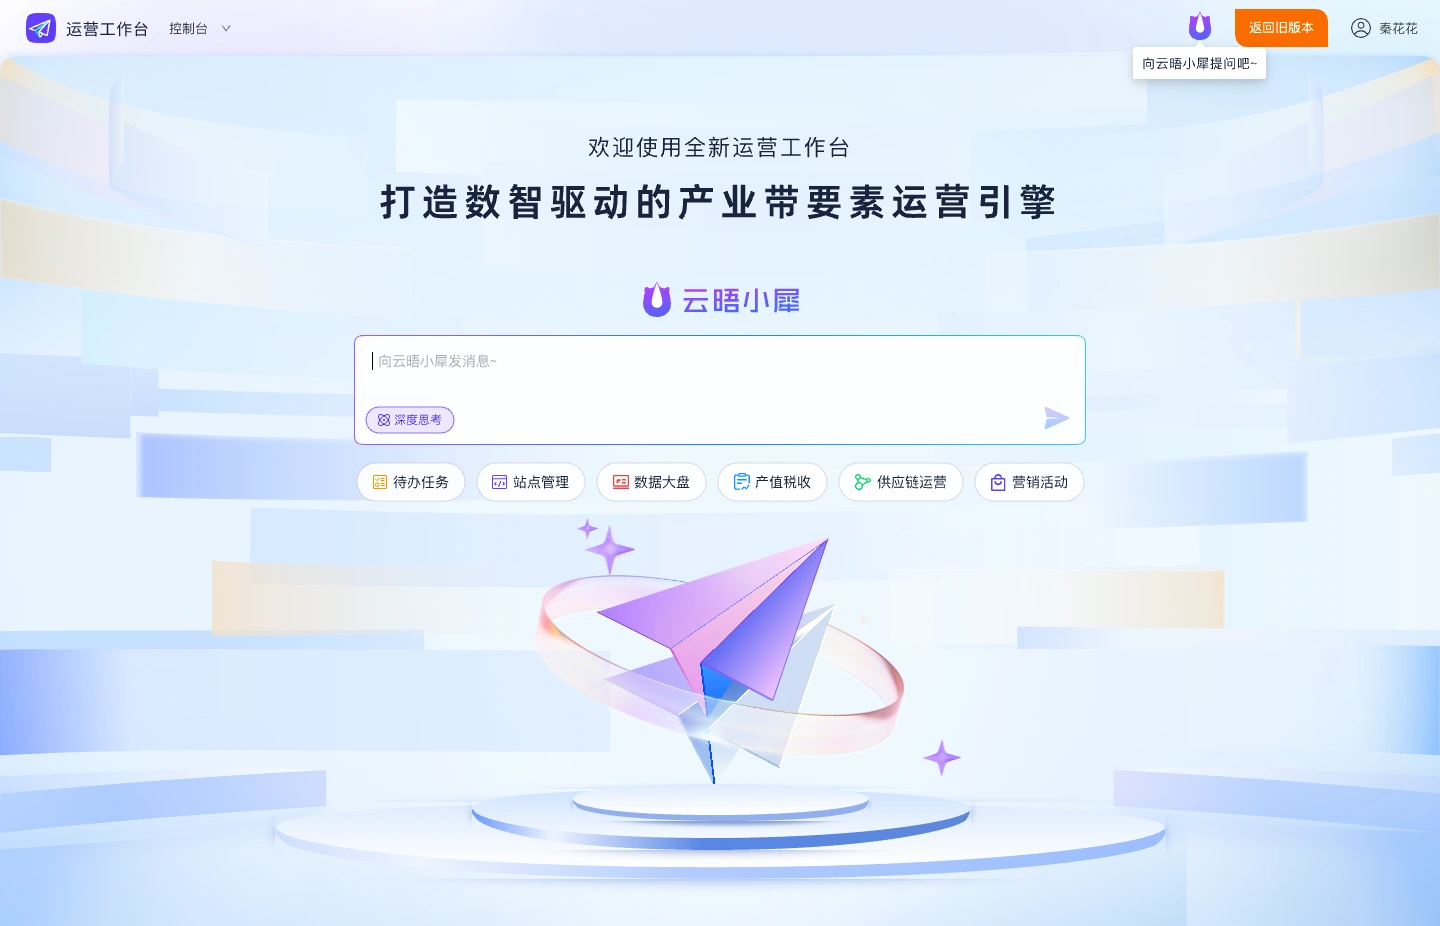 运营工作台 控制台 返回旧版本 秦花花
向云晤小犀提问吧~
欢迎使用全新运营工作台
打造数智驱动的产业带要素运营引擎
云晤小犀
向云晤小犀发消息~
深度思考
待办任务 站点管理 数据大盘 产值税收 供应链运营 营销活动